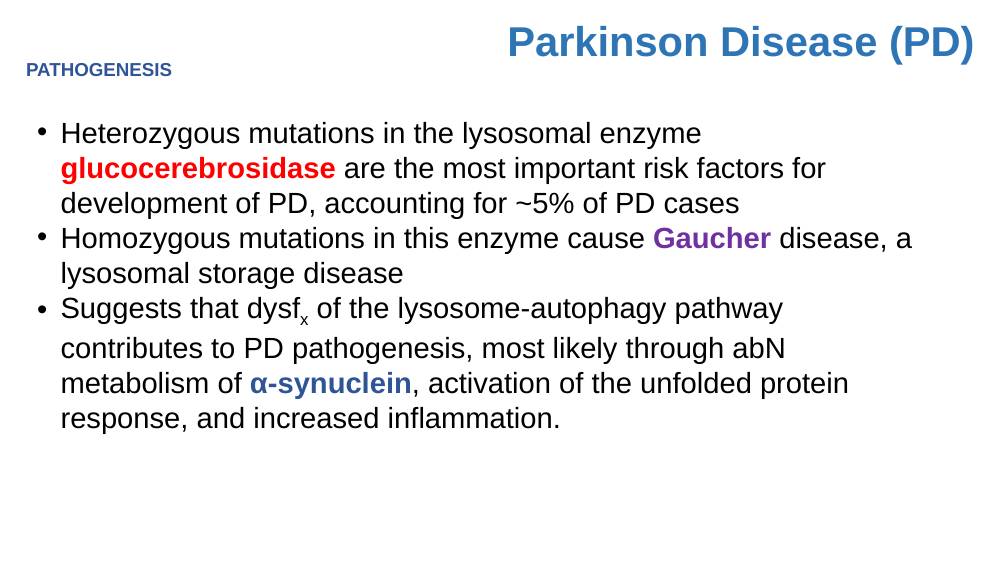 Parkinson Disease (PD)
PATHOGENESIS
• Heterozygous mutations in the lysosomal enzyme
glucocerebrosidase are the most important risk factors for
development of PD, accounting for ~5% of PD cases
• Homozygous mutations in this enzyme cause Gaucher disease, a
lysosomal storage disease
• Suggests that dysfₓ of the lysosome-autophagy pathway
contributes to PD pathogenesis, most likely through abN
metabolism of α-synuclein, activation of the unfolded protein
response, and increased inflammation.